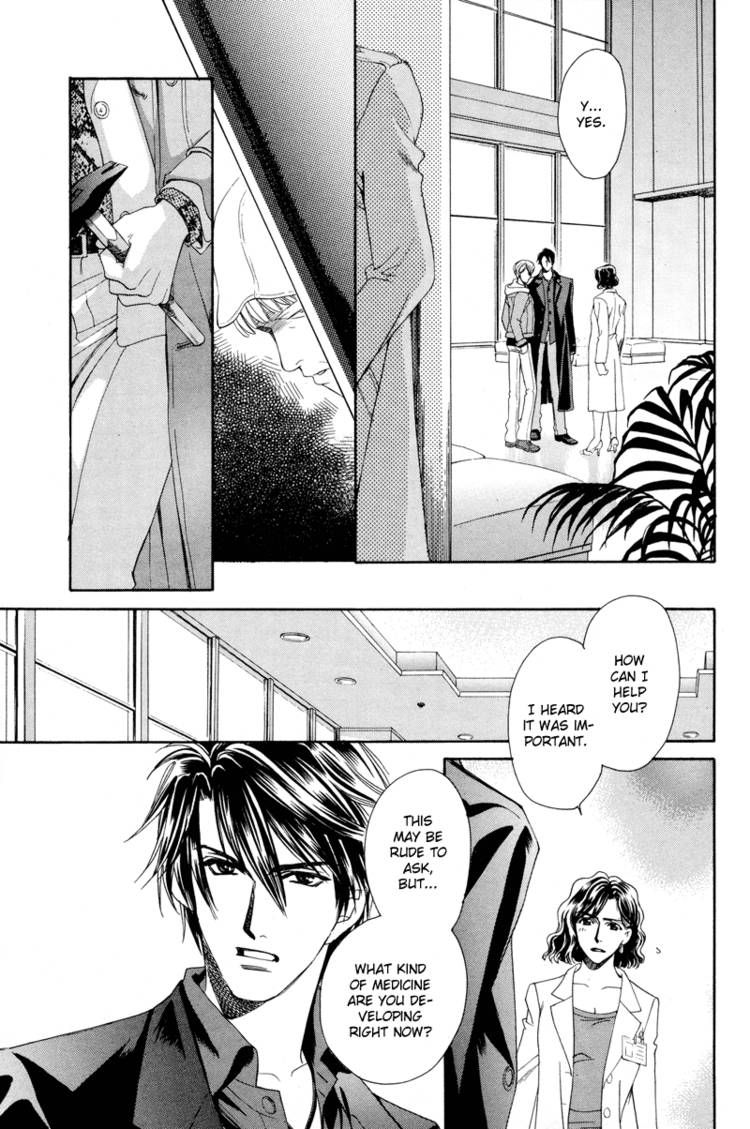 Y...
YES.
HOW
CAN I
HELP
YOU?
I HEARD
IT WAS IM-
PORTANT.
THIS
MAY BE
RUDE TO
ASK,
BUT...
WHAT KIND
OF MEDICINE
ARE YOU DE-
VELOPING
RIGHT NOW?